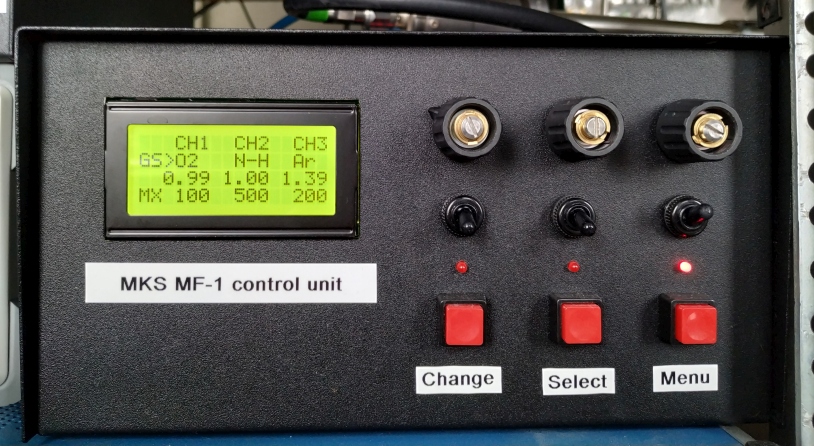 CH1 CH2 CH3
GS>O2 N-H Ar
0.99 1.00 1.39
MX 100 500 200
MKS MF-1 control unit
Change Select Menu